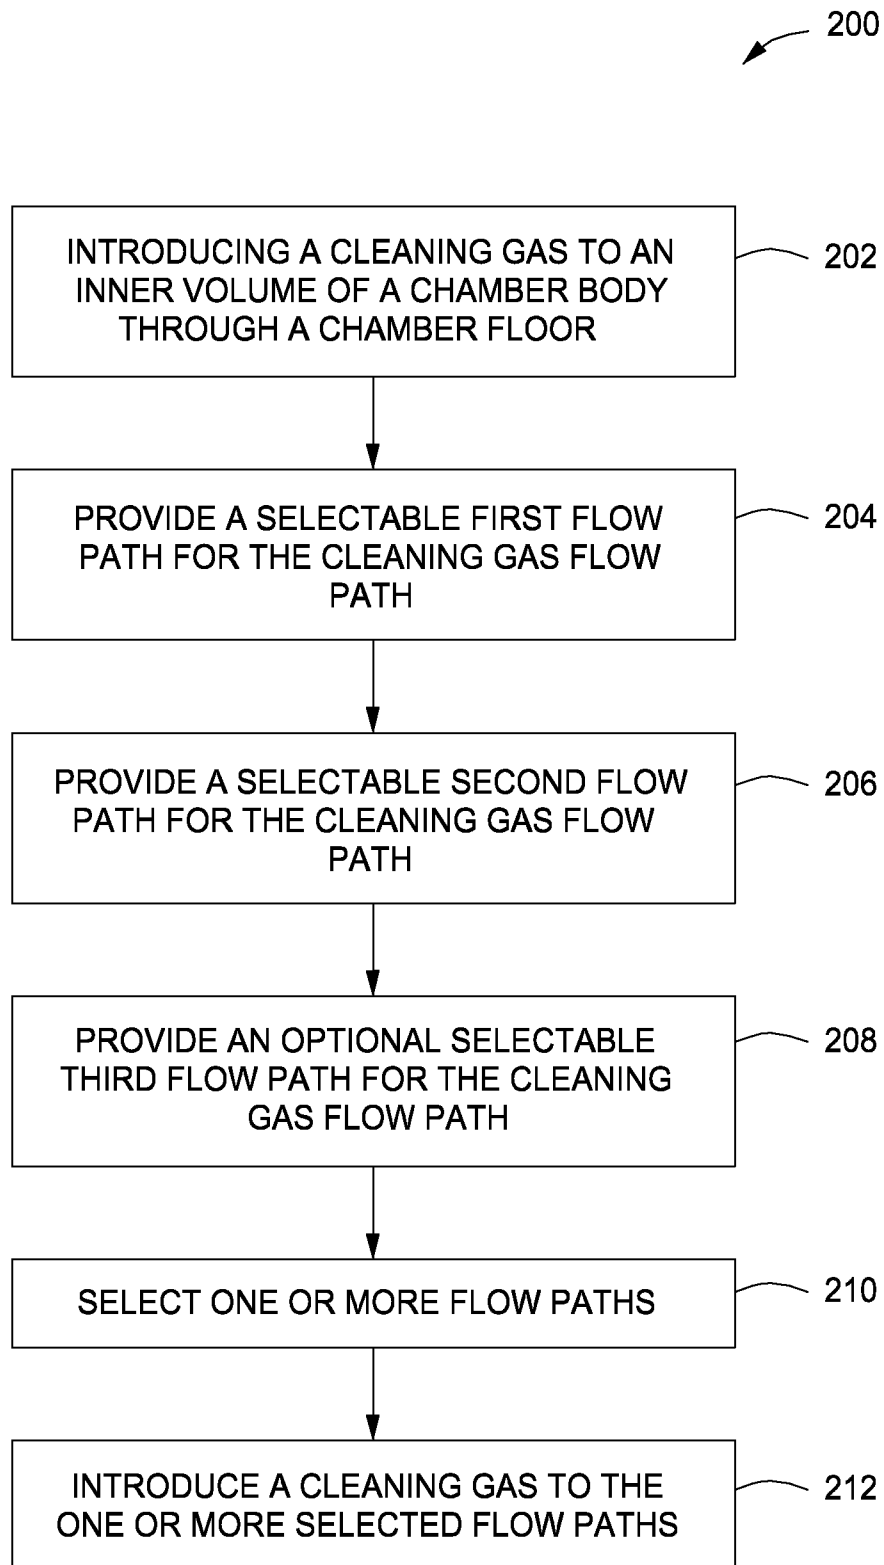 200
INTRODUCING A CLEANING GAS TO AN
INNER VOLUME OF A CHAMBER BODY
THROUGH A CHAMBER FLOOR
202
PROVIDE A SELECTABLE FIRST FLOW
PATH FOR THE CLEANING GAS FLOW
PATH
204
PROVIDE A SELECTABLE SECOND FLOW
PATH FOR THE CLEANING GAS FLOW
PATH
206
PROVIDE AN OPTIONAL SELECTABLE
THIRD FLOW PATH FOR THE CLEANING
GAS FLOW PATH
208
SELECT ONE OR MORE FLOW PATHS
210
INTRODUCE A CLEANING GAS TO THE
ONE OR MORE SELECTED FLOW PATHS
212